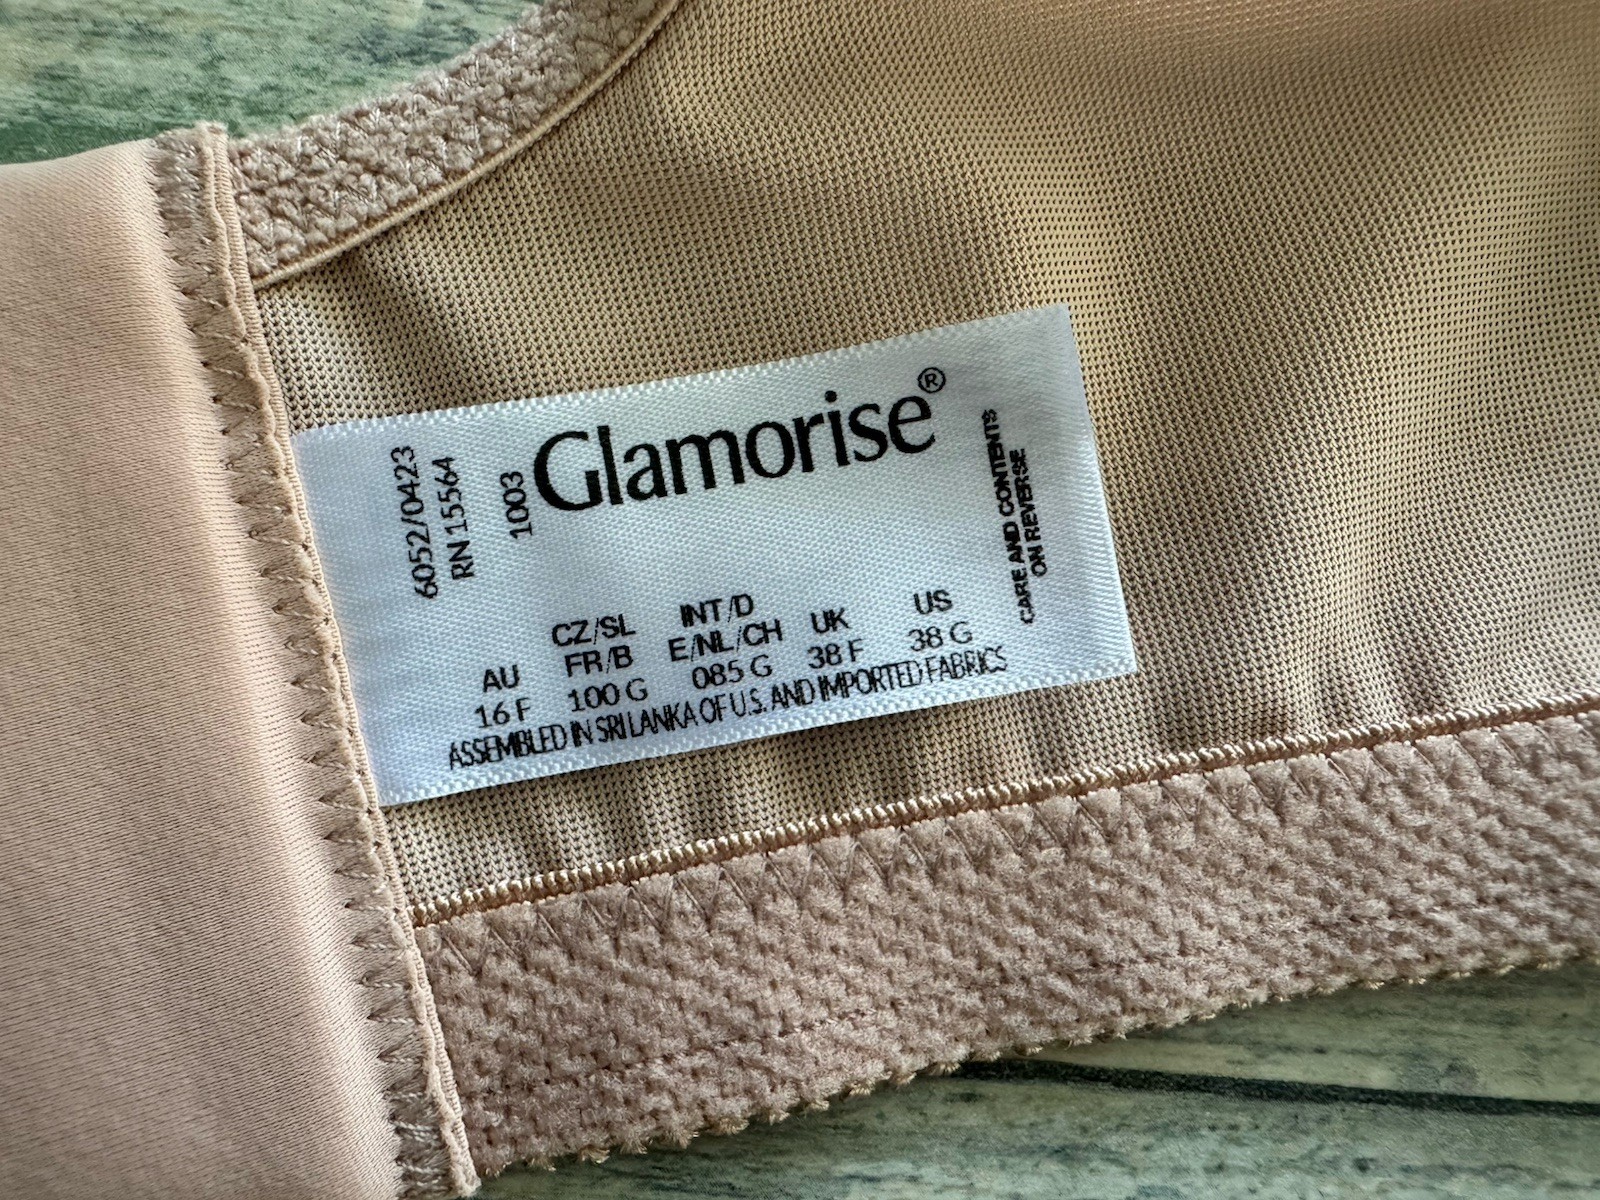 6052/0423
RN 15564
1003
Glamorise®
CARE AND CONTENTS
ON REVERSE
AU
16 F
CZ/SL
FR/B
100 G
INT/D
E/NL/CH
085 G
UK
38 F
US
38 G
ASSEMBLED IN SRI LANKA OF U.S. AND IMPORTED FABRICS